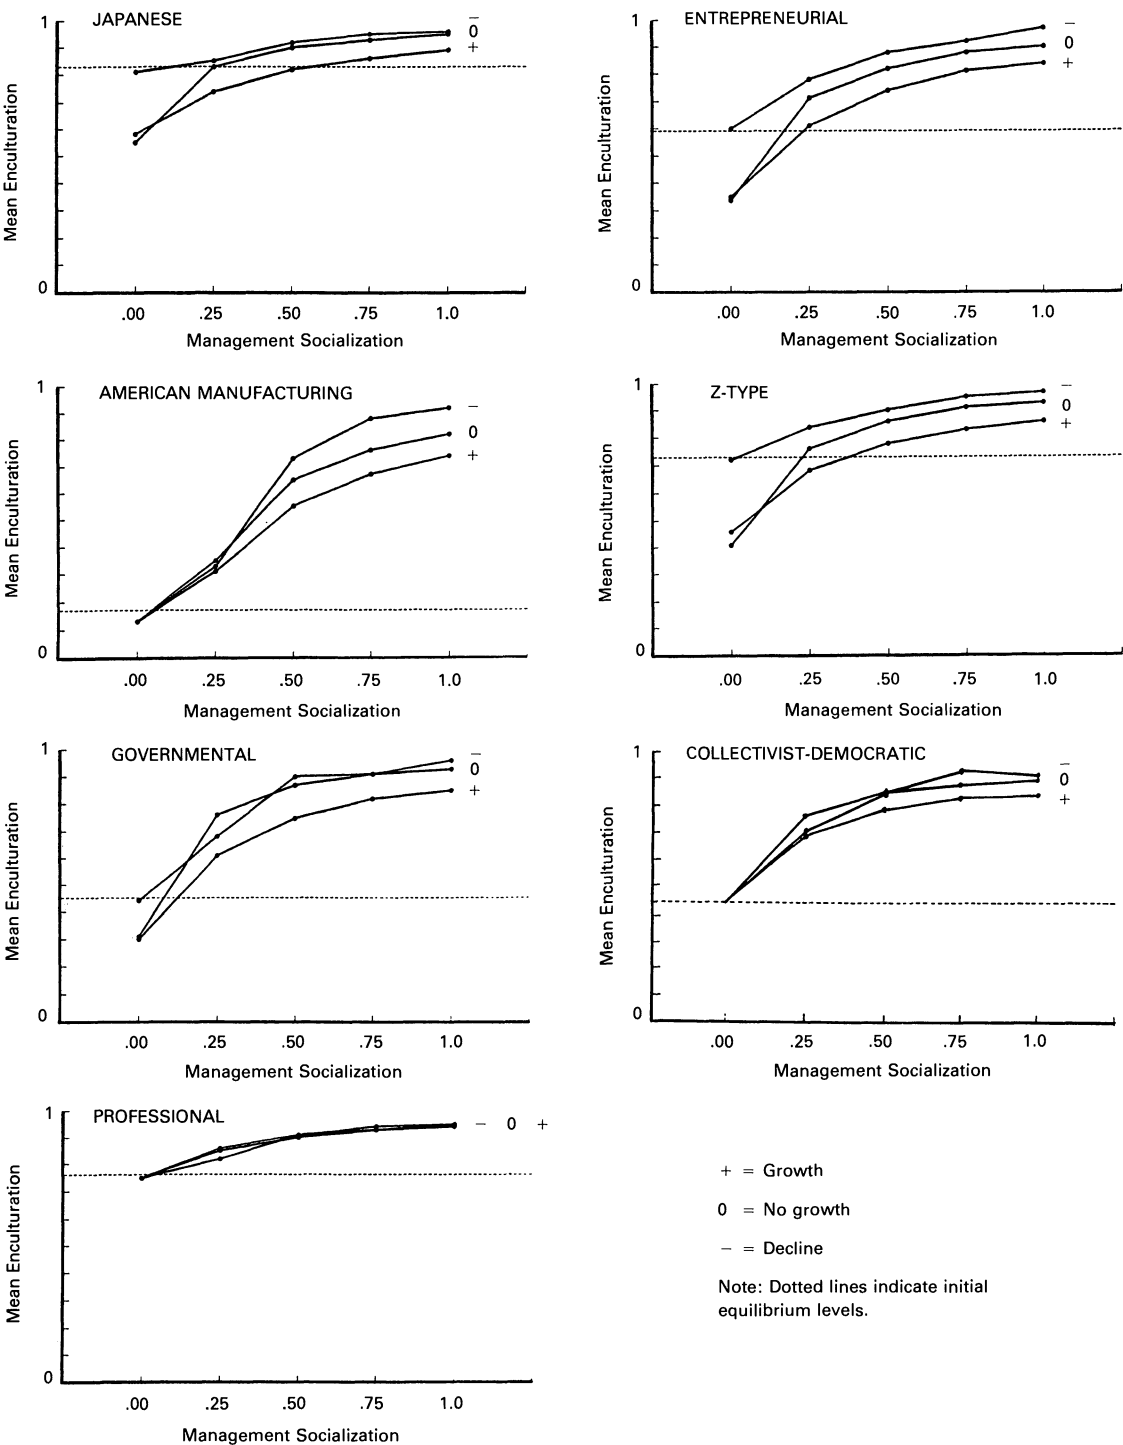 JAPANESE
1
0
Mean Enculturation
−
0
+
.00 .25 .50 .75 1.0
Management Socialization
ENTREPRENEURIAL
1
0
Mean Enculturation
−
0
+
.00 .25 .50 .75 1.0
Management Socialization
AMERICAN MANUFACTURING
1
0
Mean Enculturation
−
0
+
.00 .25 .50 .75 1.0
Management Socialization
Z-TYPE
1
0
Mean Enculturation
−
0
+
.00 .25 .50 .75 1.0
Management Socialization
GOVERNMENTAL
1
0
Mean Enculturation
−
0
+
.00 .25 .50 .75 1.0
Management Socialization
COLLECTIVIST-DEMOCRATIC
1
0
Mean Enculturation
−
0
+
.00 .25 .50 .75 1.0
Management Socialization
PROFESSIONAL
1
0
Mean Enculturation
− 0 +
.00 .25 .50 .75 1.0
Management Socialization
+ = Growth
0 = No growth
− = Decline
Note: Dotted lines indicate initial
equilibrium levels.